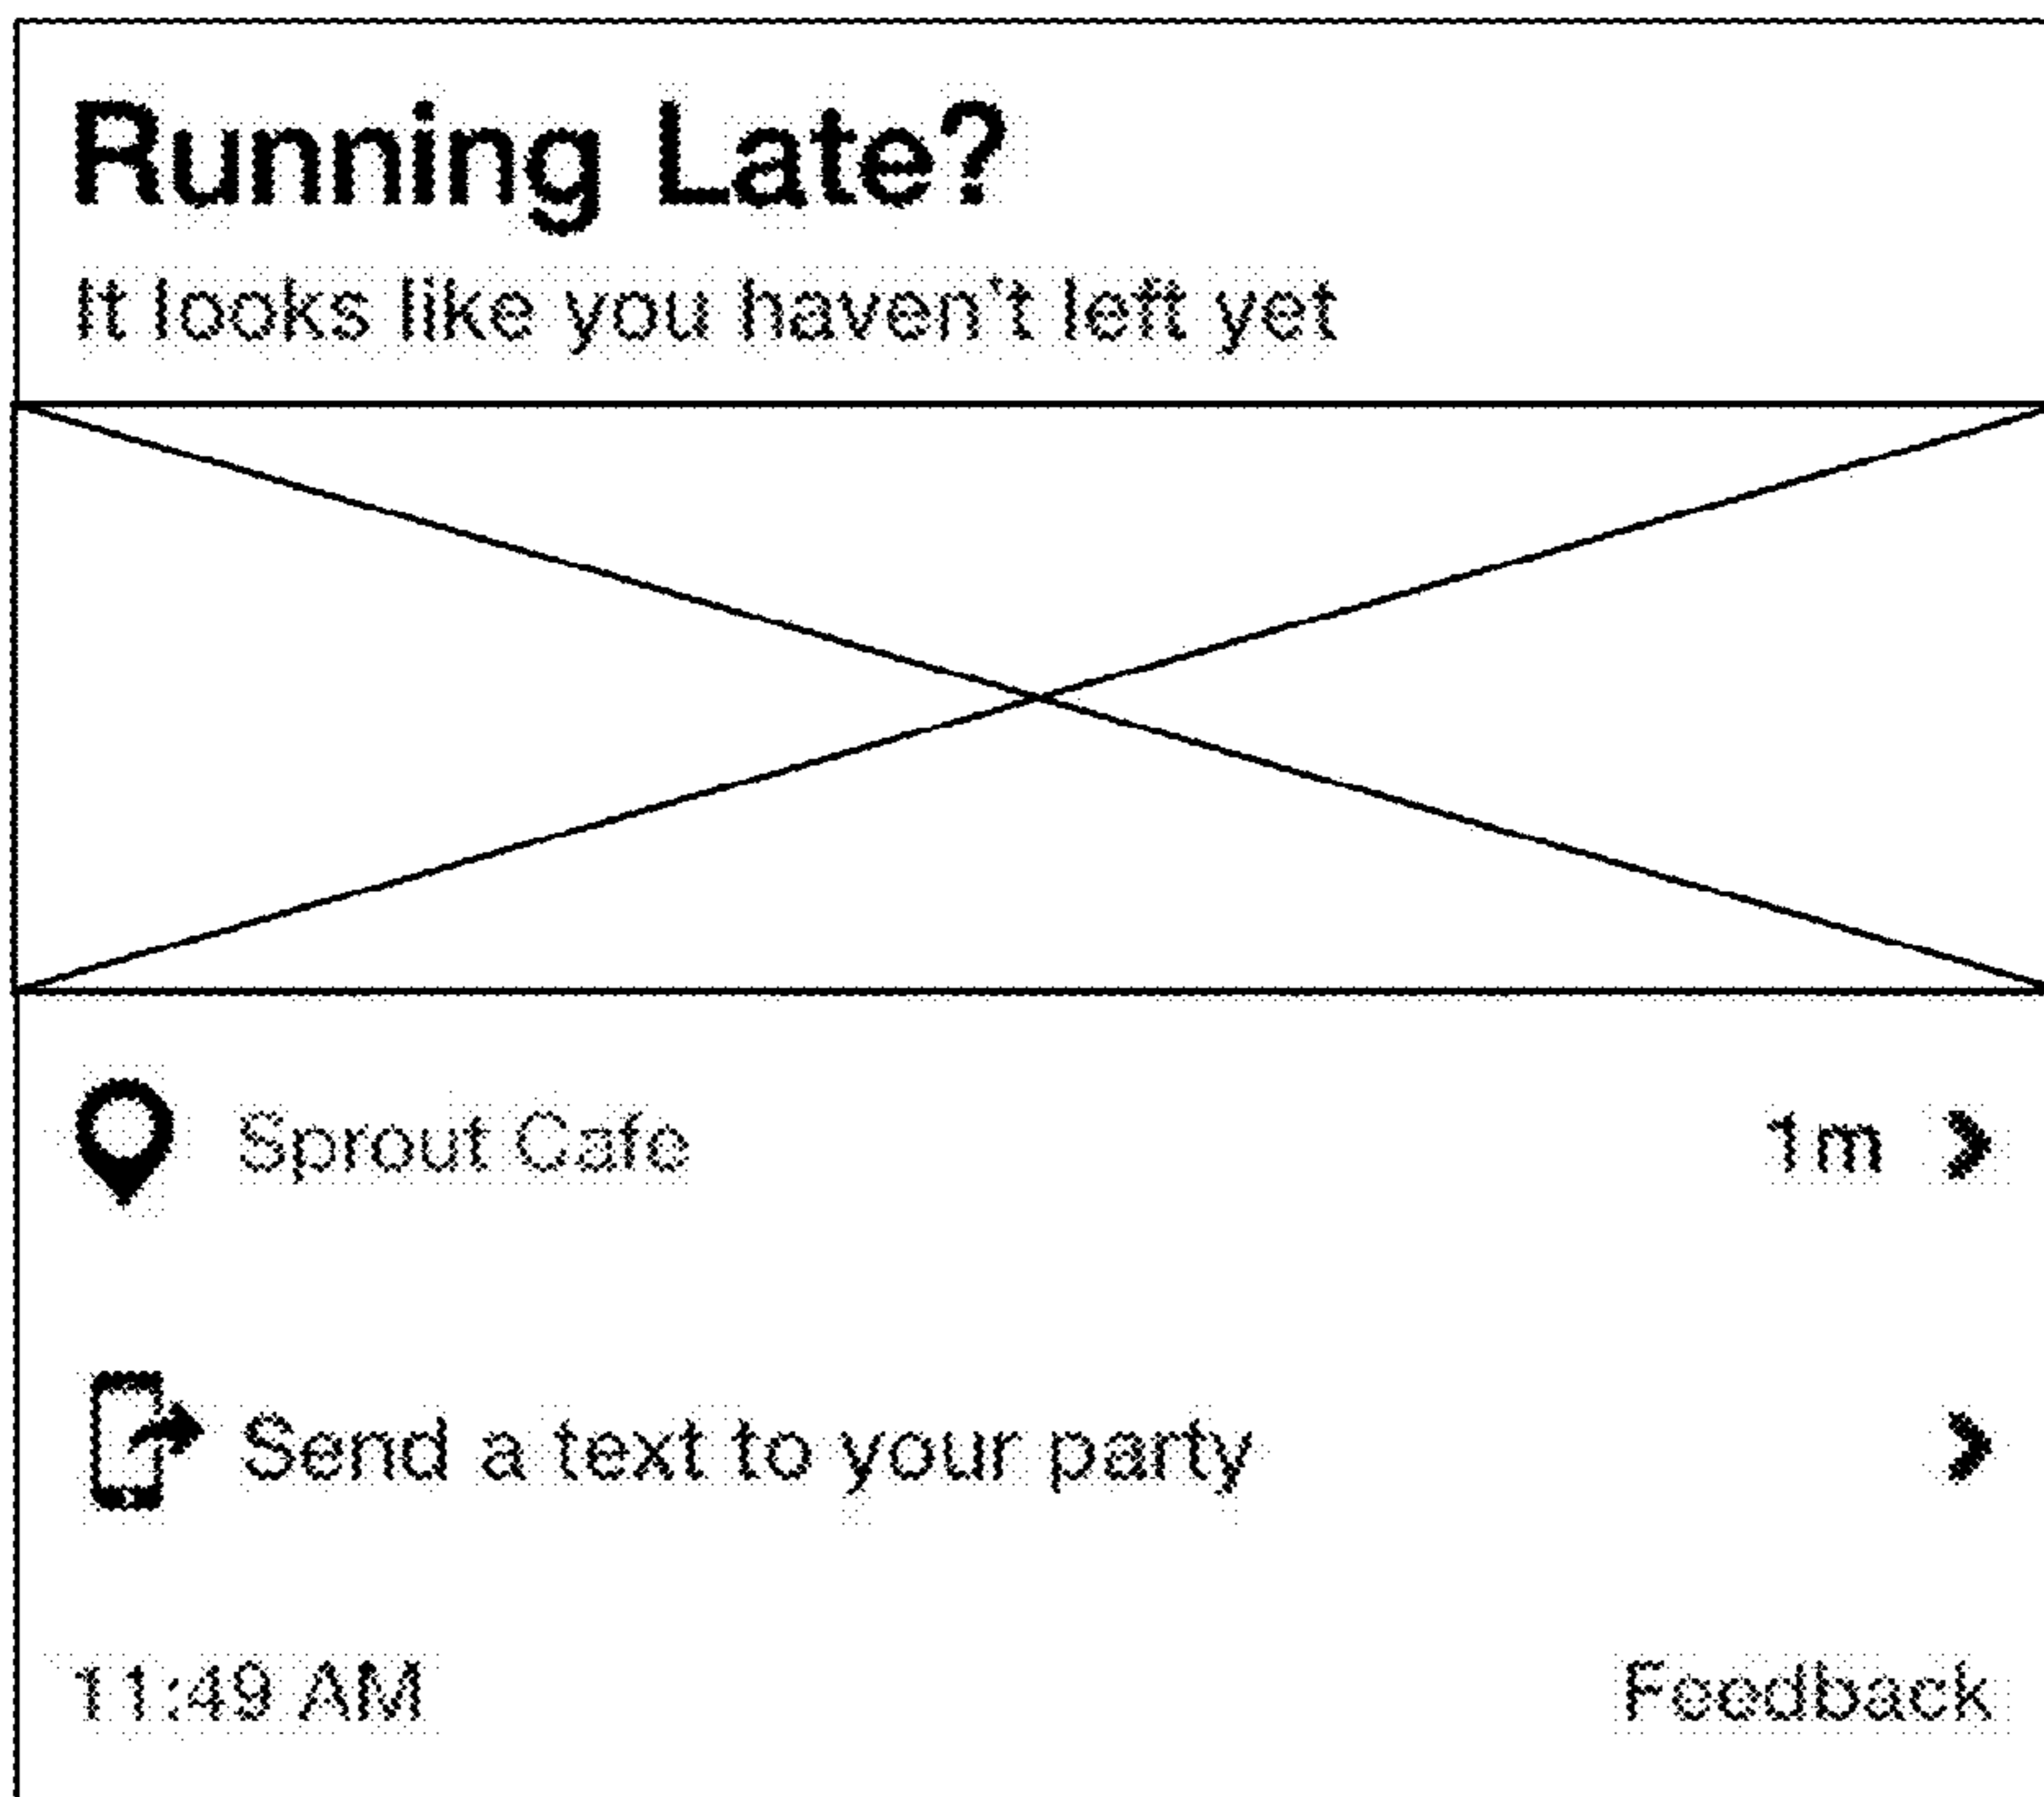 Running Late?
It looks like you haven't left yet
Sprout Cafe 1m
Send a text to your party
11:49 AM Feedback